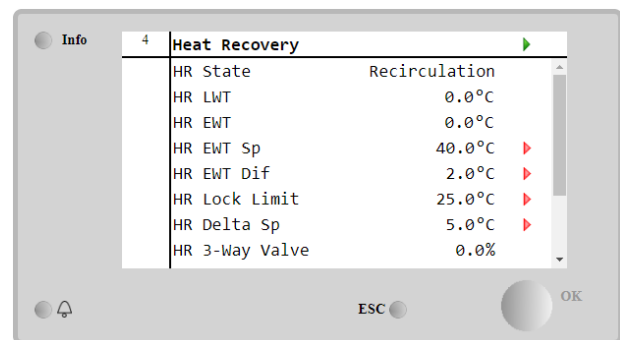 Info
4 Heat Recovery
HR State Recirculation
HR LWT 0.0°C
HR EWT 0.0°C
HR EWT Sp 40.0°C
HR EWT Dif 2.0°C
HR Lock Limit 25.0°C
HR Delta Sp 5.0°C
HR 3-Way Valve 0.0%
ESC
OK